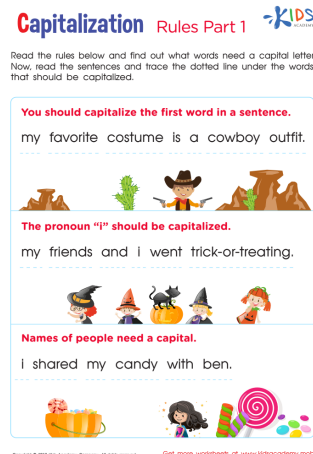 Capitalization Rules Part 1
KIDS
ACADEMY
Read the rules below and find out what words need a capital letter
Now, read the sentences and trace the dotted line under the words
that should be capitalized.
You should capitalize the first word in a sentence.
my favorite costume is a cowboy outfit.
The pronoun “i” should be capitalized.
my friends and i went trick-or-treating.
Names of people need a capital.
i shared my candy with ben.
Get more worksheets at www.kidsacademy.mobi